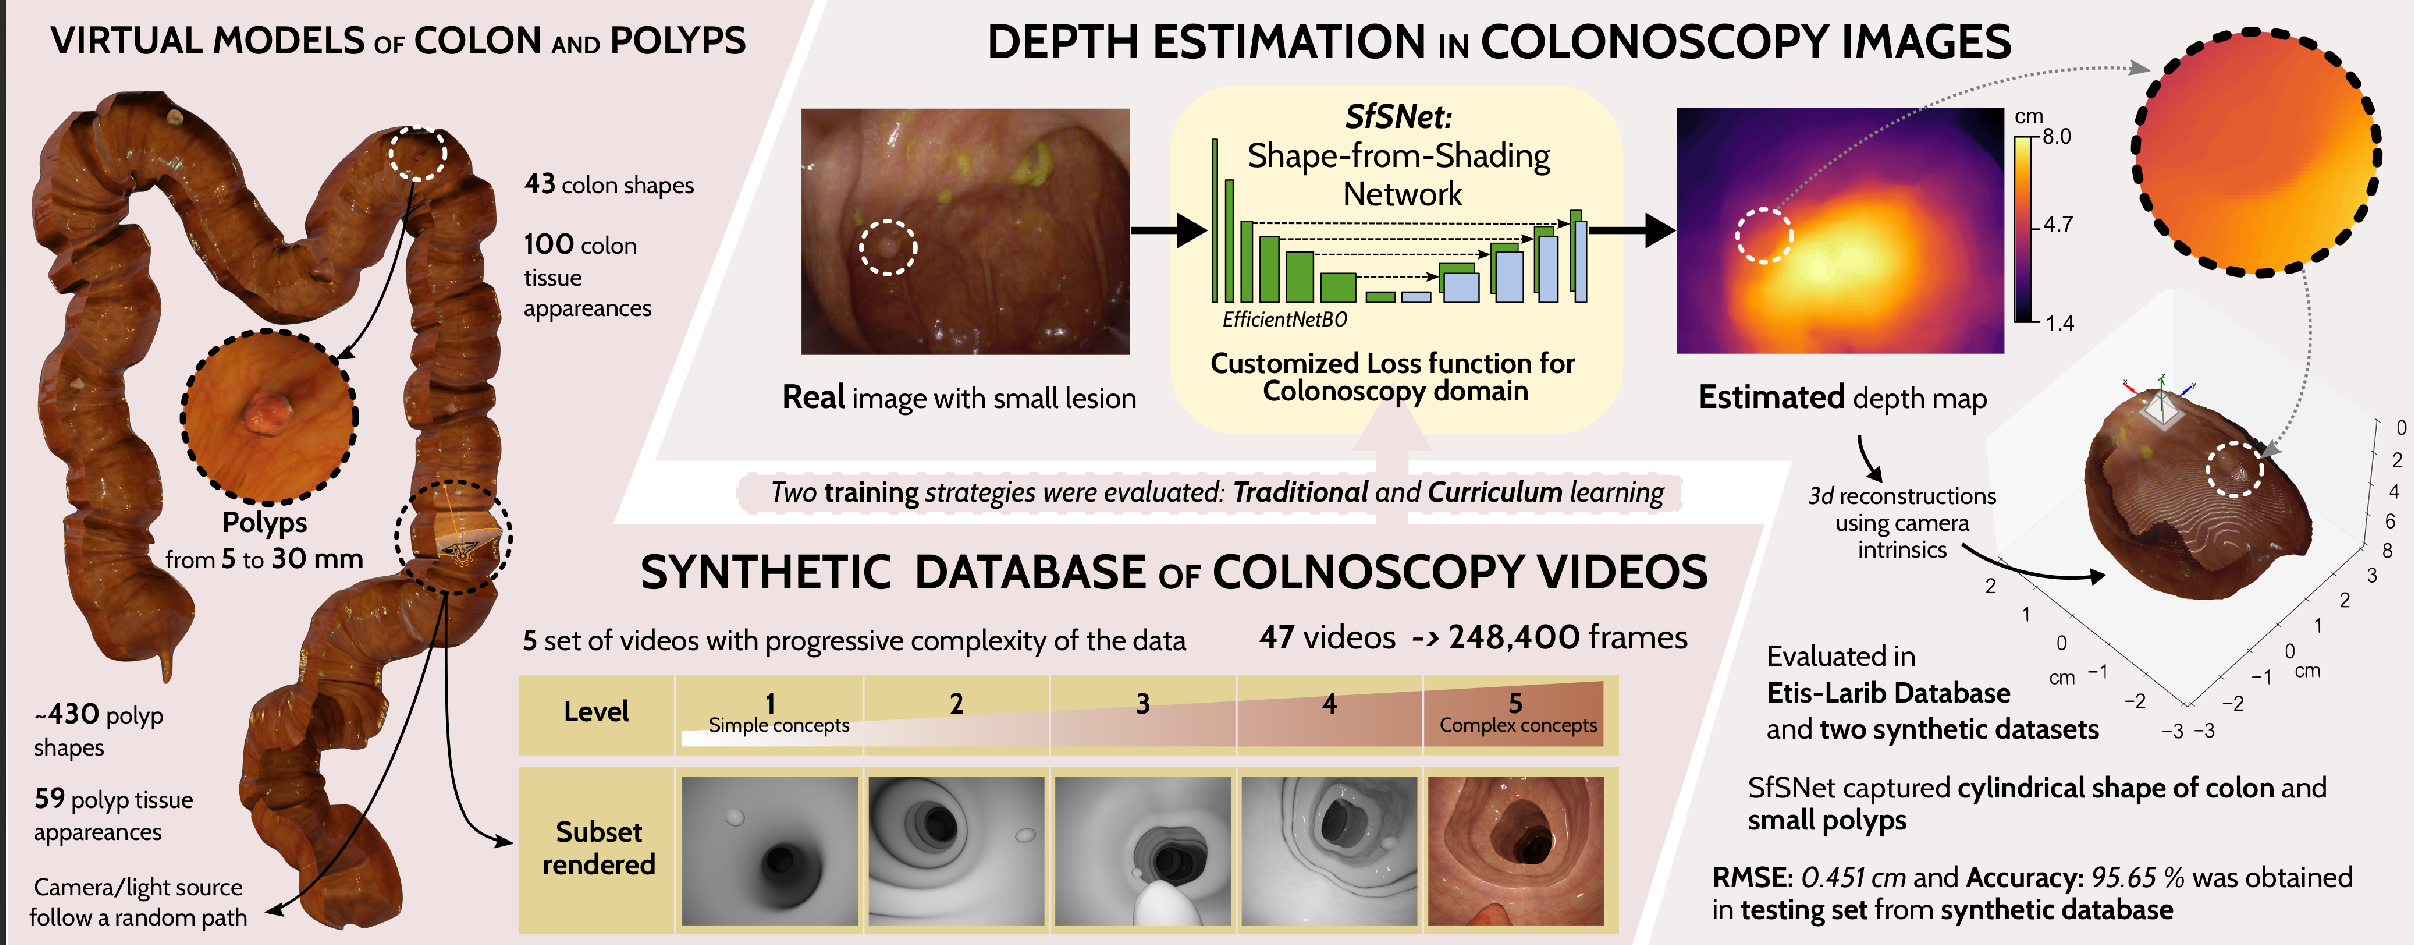 VIRTUAL MODELS OF COLON AND POLYPS
43 colon shapes
100 colon
tissue
appareances
Polyps
from 5 to 30 mm
~430 polyp
shapes
59 polyp tissue
appareances
Camera/light source
follow a random path
DEPTH ESTIMATION IN COLONOSCOPY IMAGES
SfSNet:
Shape-from-Shading
Network
EfficientNetB0
Customized Loss function for
Colonoscopy domain
Real image with small lesion
cm
8.0
4.7
1.4
Estimated depth map
3d reconstructions
using camera
intrinsics
x
z
y
0
2
4
6
8
3
2
1
0
cm
−1
−2
−3
2
1
0
cm
−1
−2
−3
Two training strategies were evaluated: Traditional and Curriculum learning
SYNTHETIC DATABASE OF COLNOSCOPY VIDEOS
5 set of videos with progressive complexity of the data
47 videos -> 248,400 frames
Level
1
Simple concepts
2
3
4
5
Complex concepts
Subset
rendered
Evaluated in
Etis-Larib Database
and two synthetic datasets
SfSNet captured cylindrical shape of colon and
small polyps
RMSE: 0.451 cm and Accuracy: 95.65 % was obtained
in testing set from synthetic database